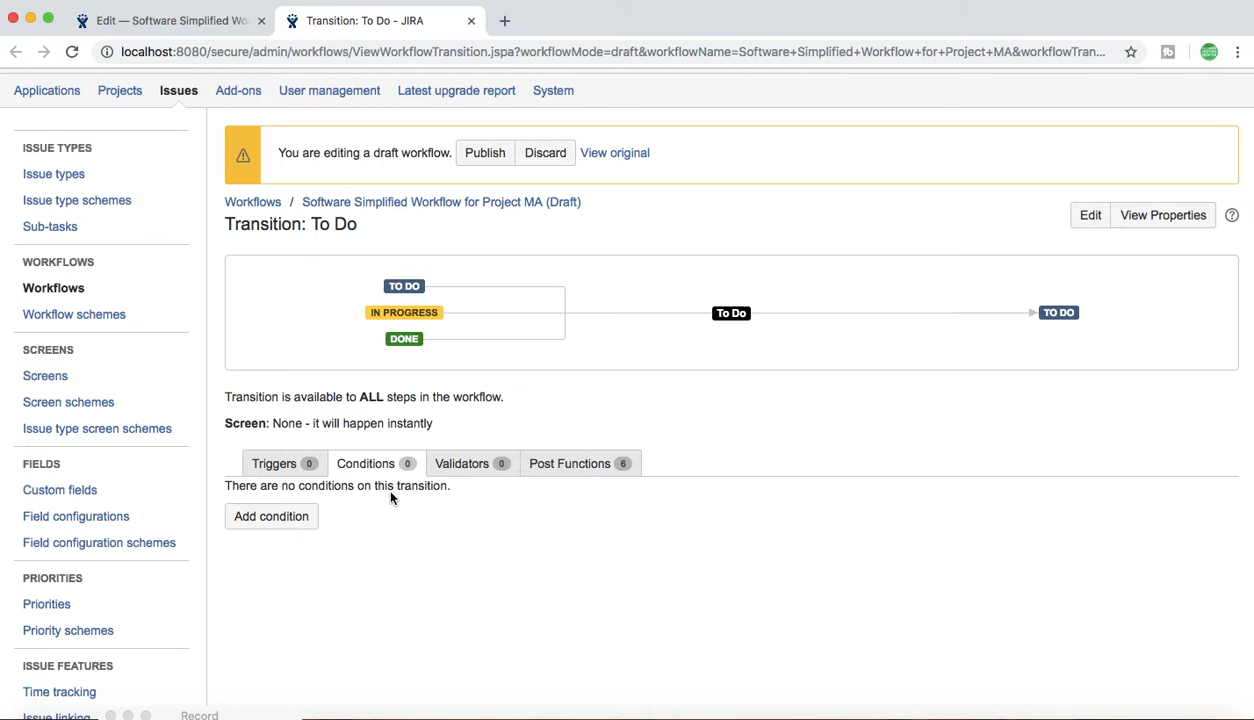 Edit — Software Simplified Wo
Transition: To Do - JIRA
localhost:8080/secure/admin/workflows/ViewWorkflowTransition.jspa?workflowMode=draft&workflowName=Software+Simplified+Workflow+for+Project+MA&workflowTran...
Applications Projects Issues Add-ons User management Latest upgrade report System
ISSUE TYPES
Issue types
Issue type schemes
Sub-tasks
WORKFLOWS
Workflows
Workflow schemes
SCREENS
Screens
Screen schemes
Issue type screen schemes
FIELDS
Custom fields
Field configurations
Field configuration schemes
PRIORITIES
Priorities
Priority schemes
ISSUE FEATURES
Time tracking
Issue linking
You are editing a draft workflow. Publish Discard View original
Workflows / Software Simplified Workflow for Project MA (Draft)
Transition: To Do
Edit View Properties
TO DO
IN PROGRESS To Do TO DO
DONE
Transition is available to ALL steps in the workflow.
Screen: None - it will happen instantly
Triggers 0 Conditions 0 Validators 0 Post Functions 6
There are no conditions on this transition.
Add condition
Record